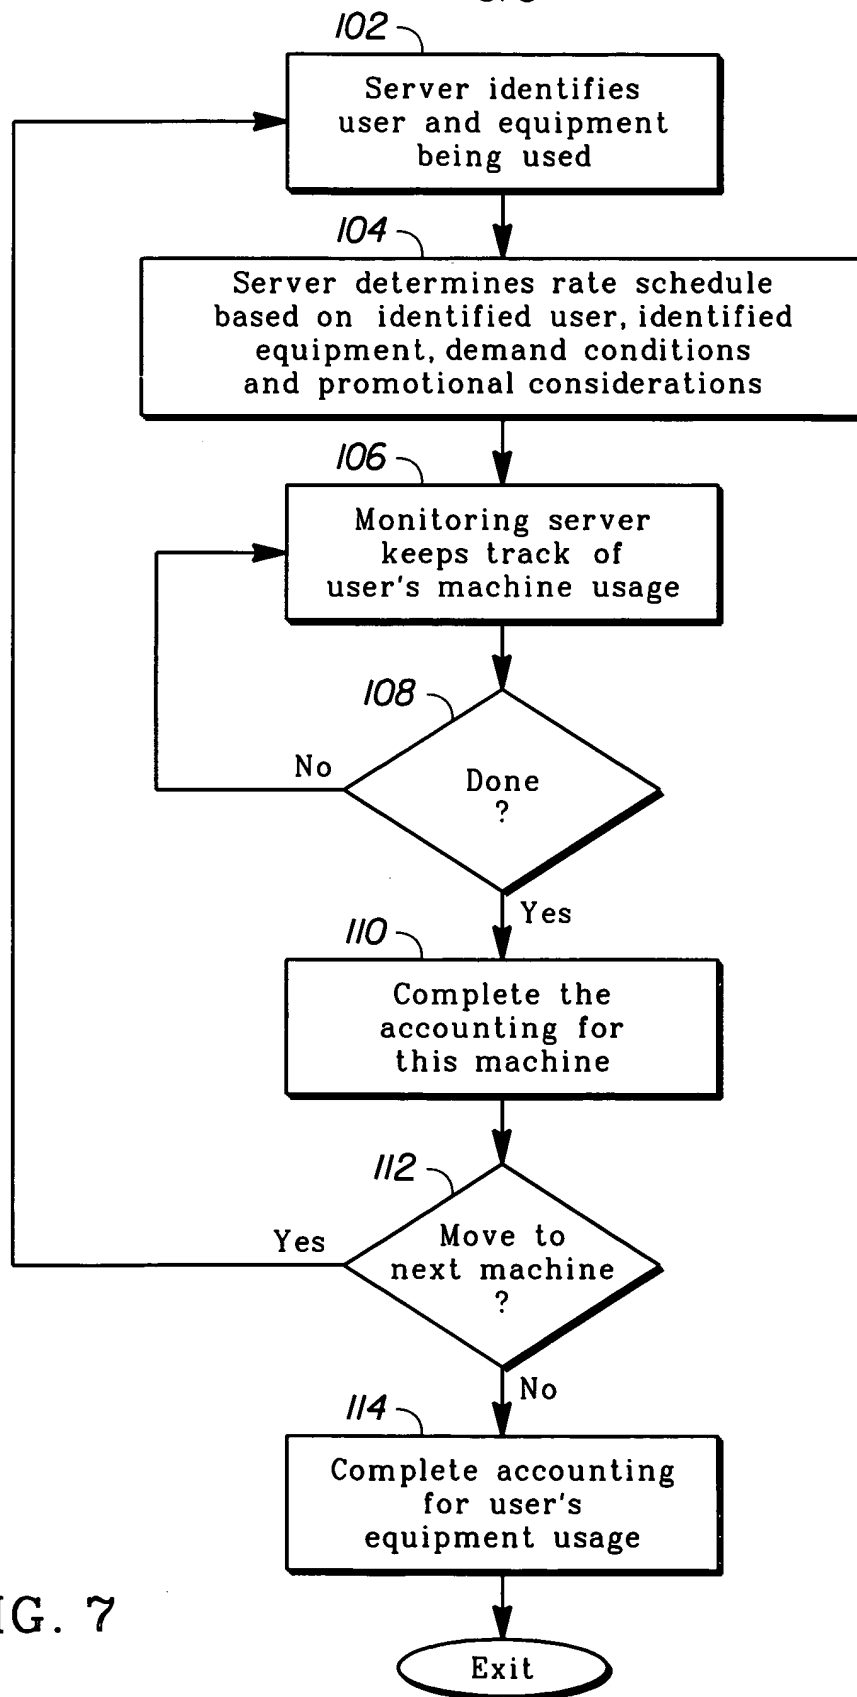 102
Server identifies
user and equipment
being used
104
Server determines rate schedule
based on identified user, identified
equipment, demand conditions
and promotional considerations
106
Monitoring server
keeps track of
user's machine usage
108
No
Done
?
Yes
110
Complete the
accounting for
this machine
112
Yes
Move to
next machine
?
No
114
Complete accounting
for user's
equipment usage
IG. 7
Exit